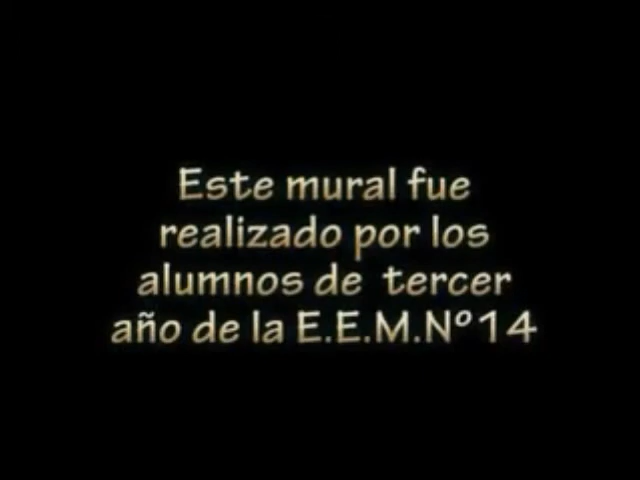 Este mural fue
realizado por los
alumnos de tercer
año de la E.E.M.Nº14